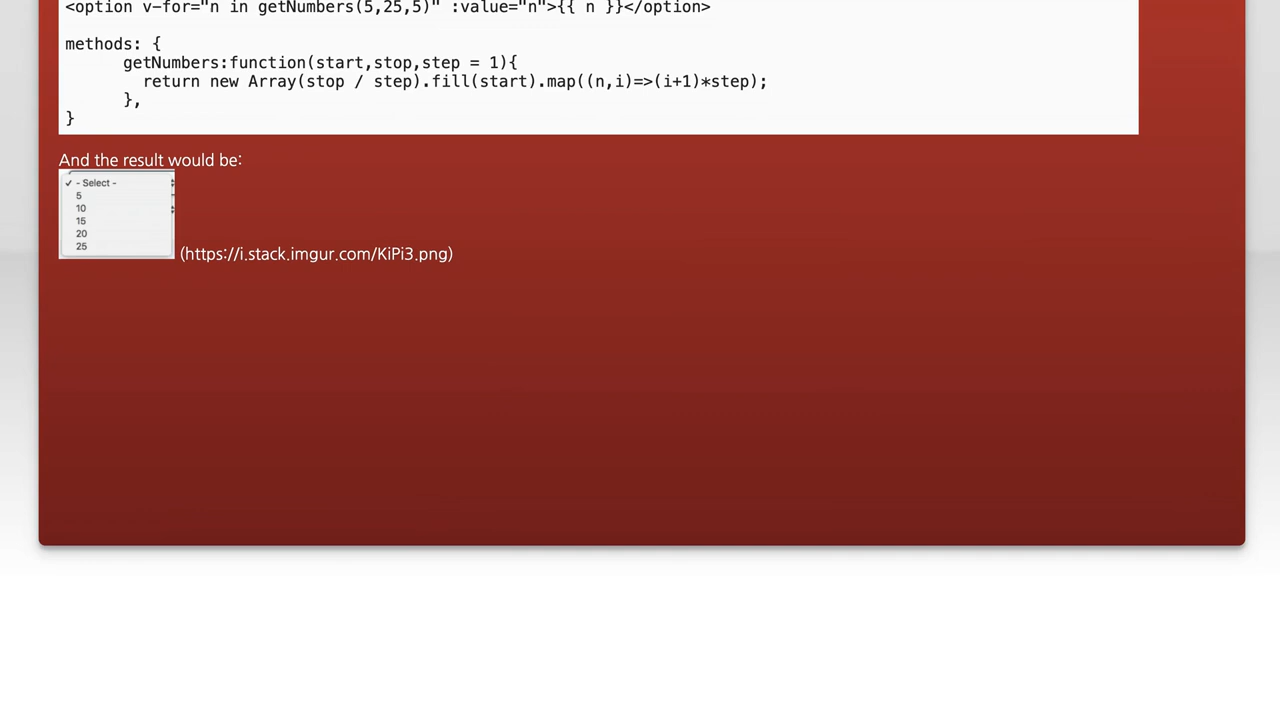 <option v-for="n in getNumbers(5,25,5)" :value="n">{{ n }}</option>
methods: {
getNumbers:function(start,stop,step = 1){
return new Array(stop / step).fill(start).map((n,i)=>(i+1)*step);
},
}
And the result would be:
✓ - Select -
5
10
15
20
25
(https://i.stack.imgur.com/KiPi3.png)